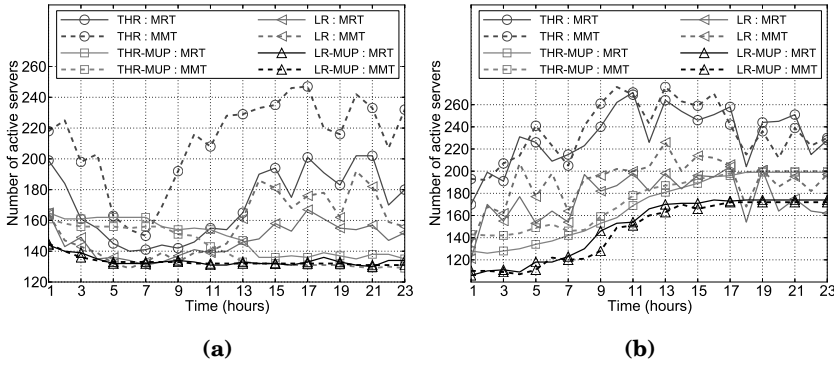 THR : MRT
LR : MRT
THR : MMT
LR : MMT
THR-MUP : MRT
LR-MUP : MRT
THR-MUP : MMT
LR-MUP : MMT
Number of active servers
260
240
220
200
180
160
140
120
1 3 5 7 9 11 13 15 17 19 21 23
Time (hours)
(a)
THR : MRT
LR : MRT
THR : MMT
LR : MMT
THR-MUP : MRT
LR-MUP : MRT
THR-MUP : MMT
LR-MUP : MMT
Number of active servers
260
240
220
200
180
160
140
120
1 3 5 7 9 11 13 15 17 19 21 23
Time (hours)
(b)